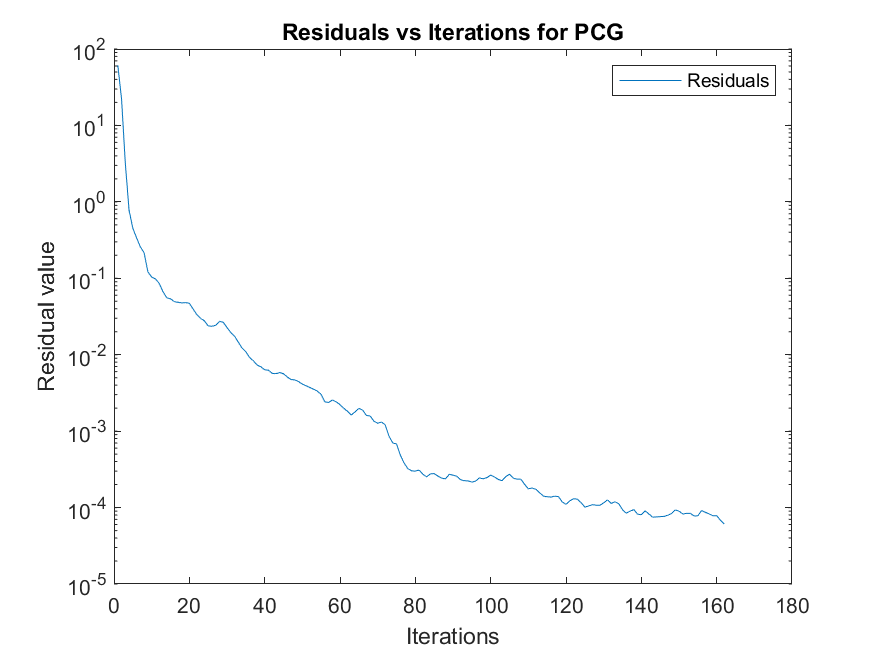 Residuals vs Iterations for PCG
Residuals
Residual value
10^2
10^1
10^0
10^-1
10^-2
10^-3
10^-4
10^-5
0 20 40 60 80 100 120 140 160 180
Iterations